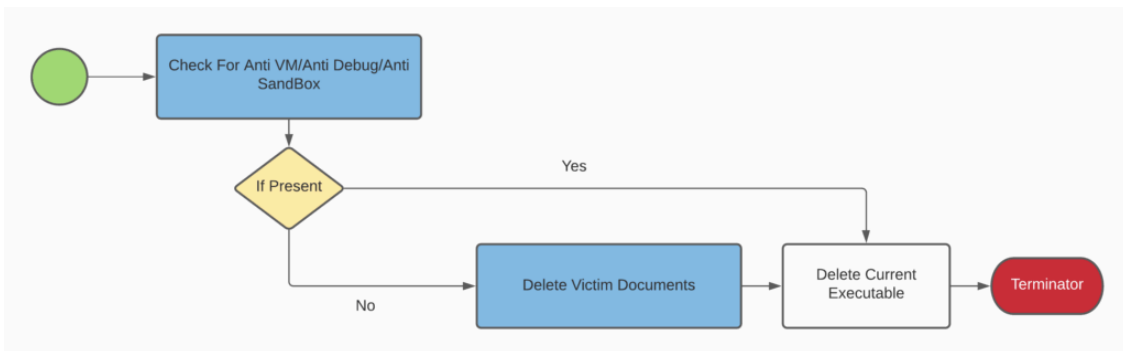 Check For Anti VM/Anti Debug/Anti
SandBox
If Present
Yes
No
Delete Victim Documents
Delete Current
Executable
Terminator